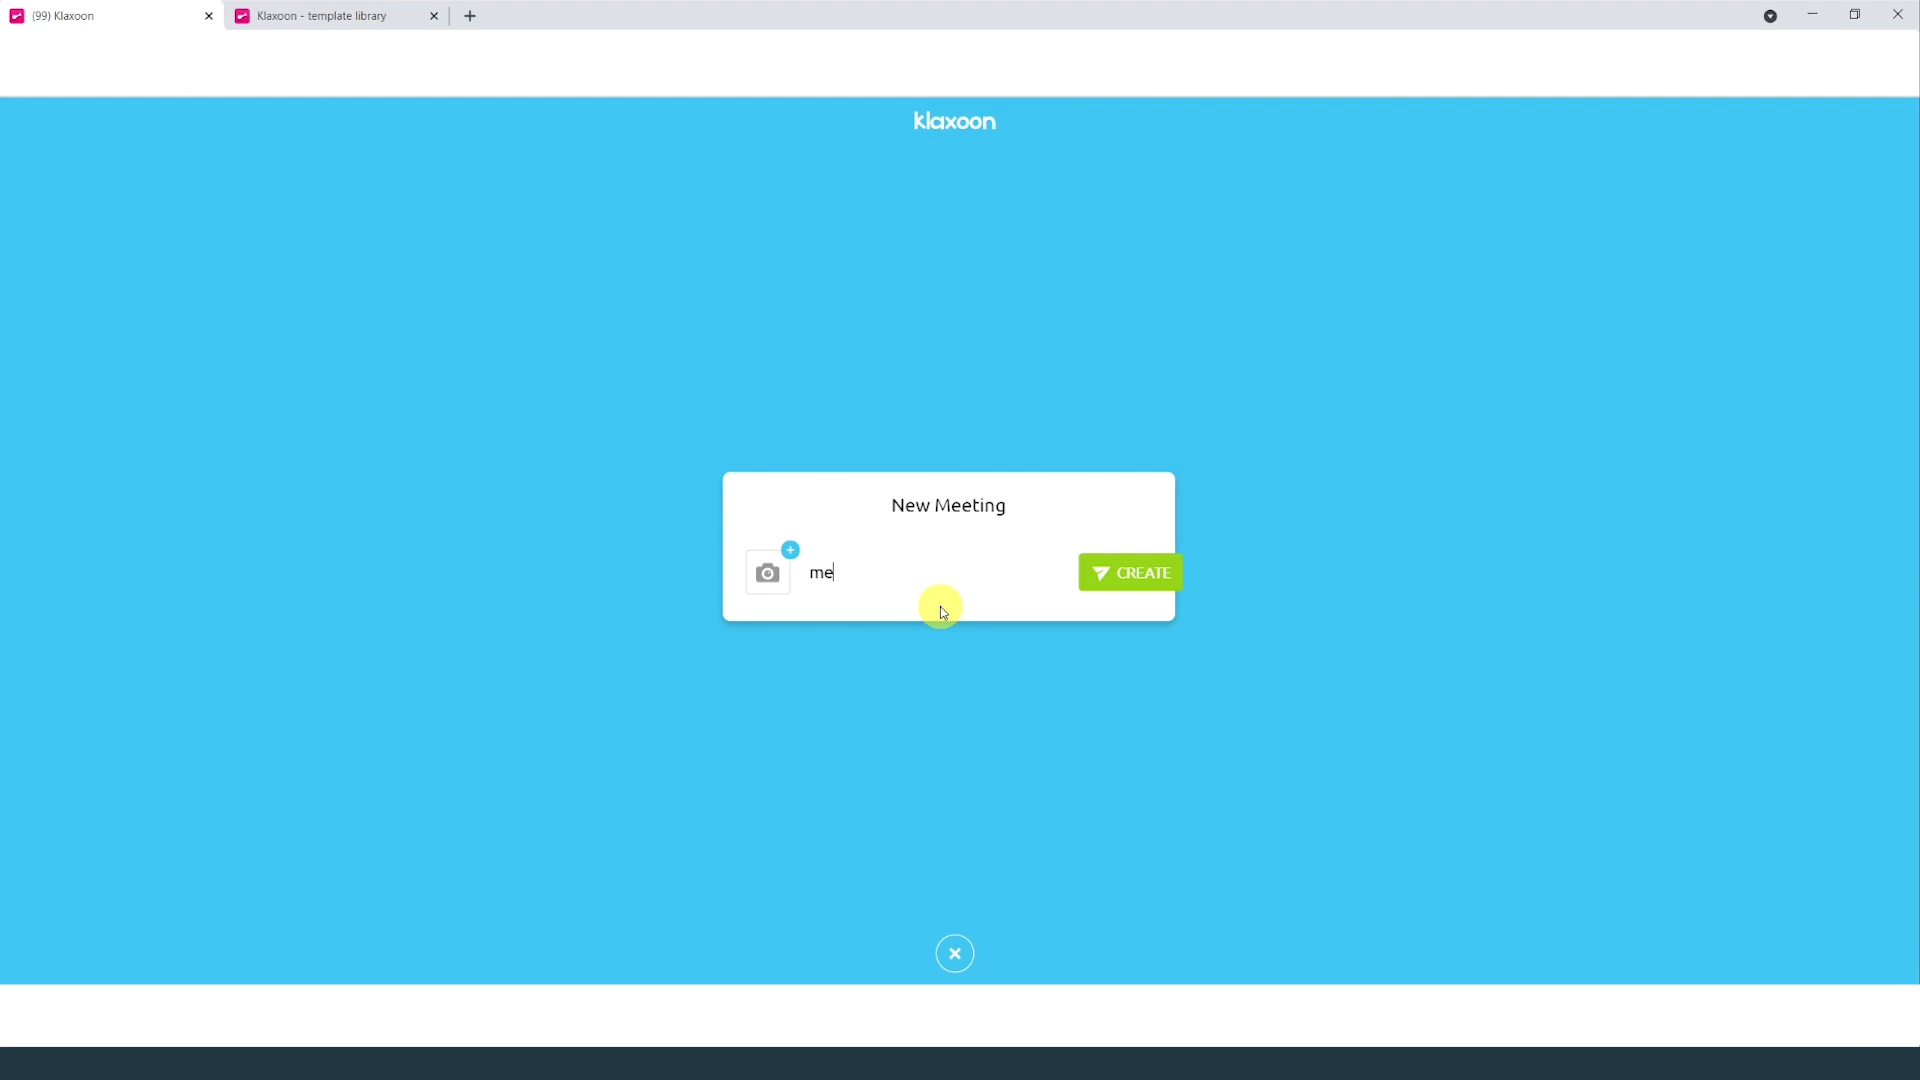 (99) Klaxoon
Klaxoon - template library
klaxoon
New Meeting
me
CREATE